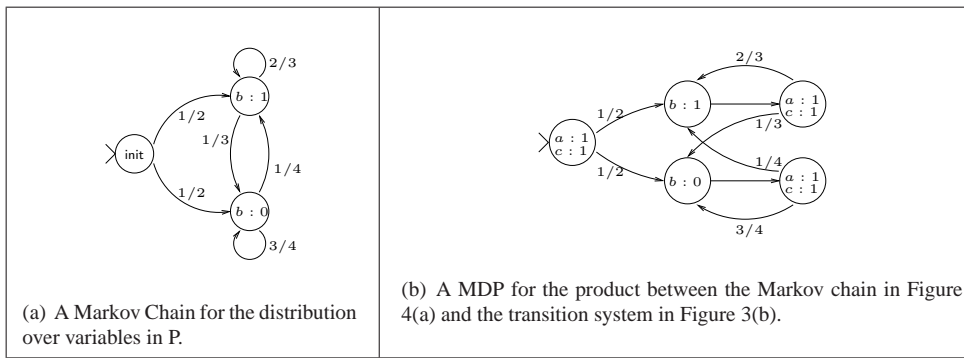 2/3
b : 1
1/2
1/3
init
1/4
1/2
b : 0
3/4
(a) A Markov Chain for the distribution
over variables in P.
2/3
b : 1
a : 1
c : 1
1/2
1/3
a : 1
c : 1
1/4
1/2
b : 0
a : 1
c : 1
3/4
(b) A MDP for the product between the Markov chain in Figure
4(a) and the transition system in Figure 3(b).